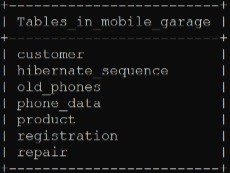 +------------------------+
| Tables_in_mobile_garage |
+------------------------+
| customer |
| hibernate_sequence |
| old_phones |
| phone_data |
| product |
| registration |
| repair |
+------------------------+